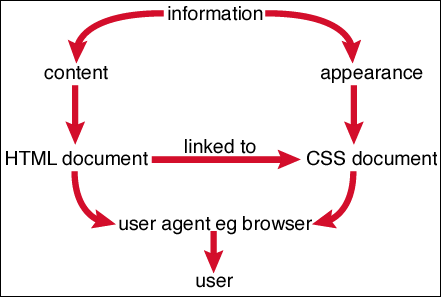 information
content
appearance
linked to
HTML document
CSS document
user agent eg browser
user